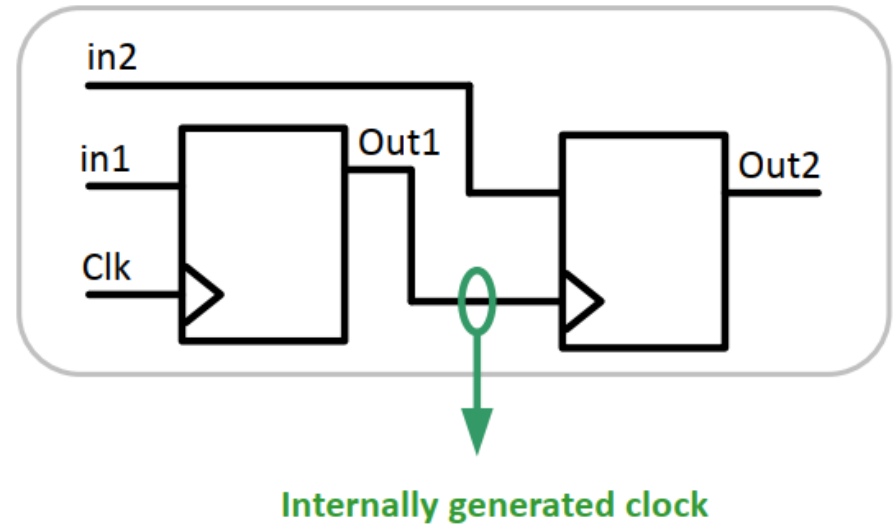 in2
in1
Out1
Out2
Clk
Internally generated clock